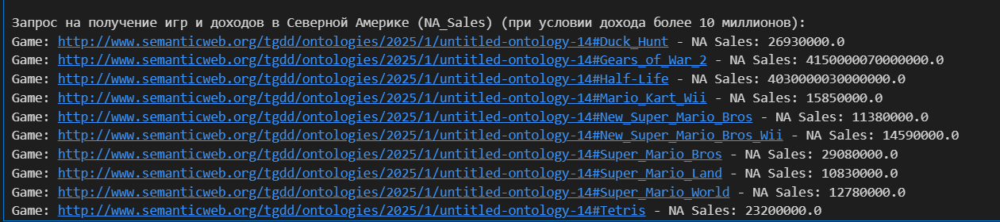 Запрос на получение игр и доходов в Северной Америке (NA_Sales) (при условии дохода более 10 миллионов):
Game: http://www.semanticweb.org/tgdd/ontologies/2025/1/untitled-ontology-14#Duck_Hunt - NA Sales: 26930000.0
Game: http://www.semanticweb.org/tgdd/ontologies/2025/1/untitled-ontology-14#Gears_of_War_2 - NA Sales: 4150000070000000.0
Game: http://www.semanticweb.org/tgdd/ontologies/2025/1/untitled-ontology-14#Half-Life - NA Sales: 4030000030000000.0
Game: http://www.semanticweb.org/tgdd/ontologies/2025/1/untitled-ontology-14#Mario_Kart_Wii - NA Sales: 15850000.0
Game: http://www.semanticweb.org/tgdd/ontologies/2025/1/untitled-ontology-14#New_Super_Mario_Bros - NA Sales: 11380000.0
Game: http://www.semanticweb.org/tgdd/ontologies/2025/1/untitled-ontology-14#New_Super_Mario_Bros_Wii - NA Sales: 14590000.0
Game: http://www.semanticweb.org/tgdd/ontologies/2025/1/untitled-ontology-14#Super_Mario_Bros - NA Sales: 29080000.0
Game: http://www.semanticweb.org/tgdd/ontologies/2025/1/untitled-ontology-14#Super_Mario_Land - NA Sales: 10830000.0
Game: http://www.semanticweb.org/tgdd/ontologies/2025/1/untitled-ontology-14#Super_Mario_World - NA Sales: 12780000.0
Game: http://www.semanticweb.org/tgdd/ontologies/2025/1/untitled-ontology-14#Tetris - NA Sales: 23200000.0